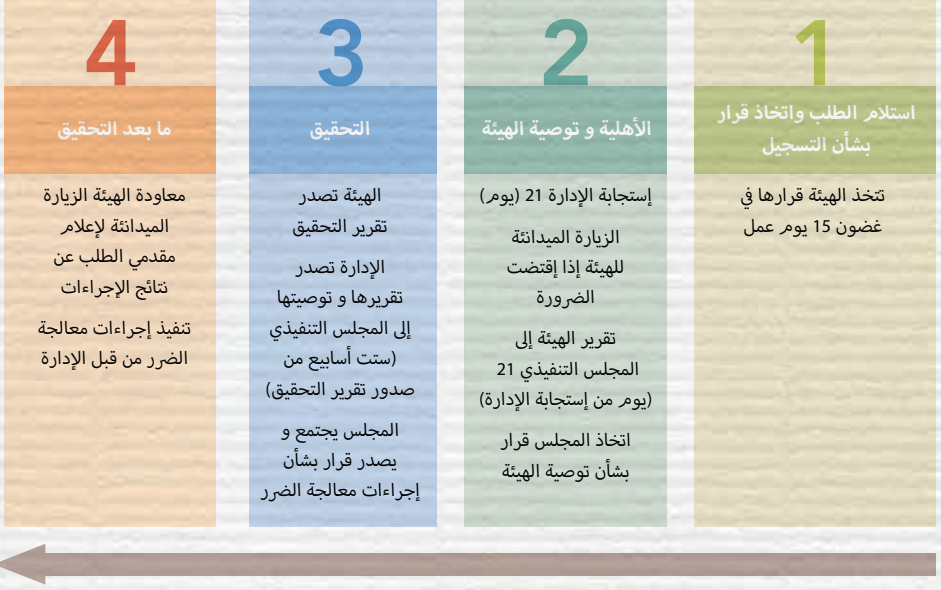 1
استلام الطلب واتخاذ قرار
بشأن التسجيل
تتخذ الهيئة قرارها في
غضون 15 يوم عمل
2
الأهلية و توصية الهيئة
إستجابة الإدارة 21 (يوم)
الزيارة الميدانئة
للهيئة إذا إقتضت
الضرورة
تقرير الهيئة إلى
المجلس التنفيذي 21
(يوم من إستجابة الإدارة)
اتخاذ المجلس قرار
بشأن توصية الهيئة
3
التحقيق
الهيئة تصدر
تقرير التحقيق
الإدارة تصدر
تقريرها و توصيتها
إلى المجلس التنفيذي
(ستت أسابيع من
صدور تقرير التحقيق)
المجلس يجتمع و
يصدر قرار بشأن
إجراءات معالجة الضرر
4
ما بعد التحقيق
معاودة الهيئة الزيارة
الميدانئة لإعلام
مقدمي الطلب عن
نتائج الإجراءات
تنفيذ إجراءات معالجة
الضرر من قبل الإدارة